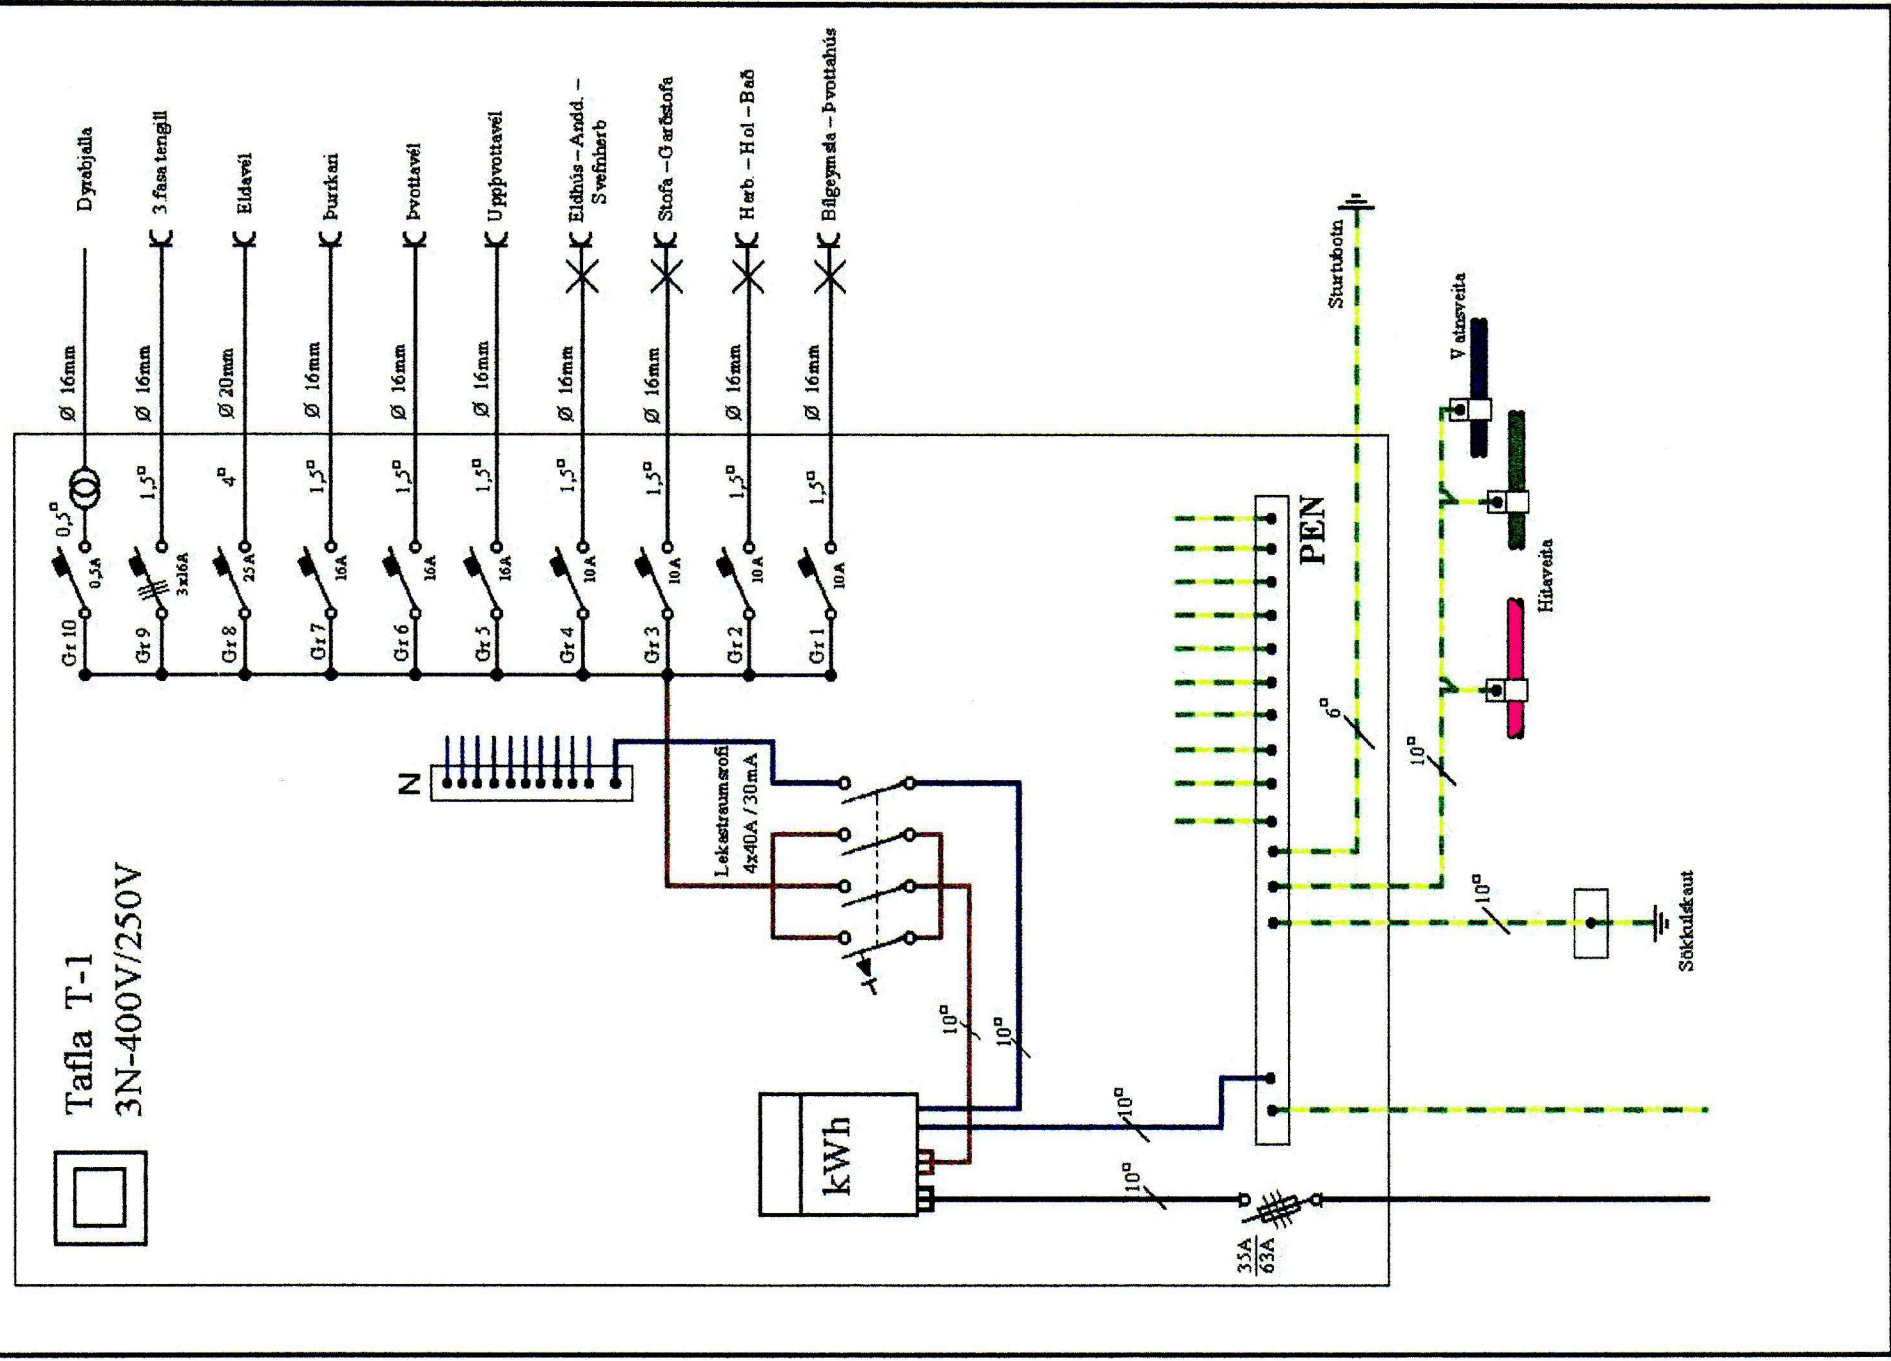 Tafla T-1
3N-400V/250V
Gr 10
0,5A
0,5□
Ø 16mm
Dyrabjalla
Gr 9
3x16A
1,5□
Ø 16mm
3.fasa tengill
Gr 8
25A
4□
Ø 20mm
Eldavél
Gr 7
16A
1,5□
Ø 16mm
Þurrkari
Gr 6
16A
1,5□
Ø 16mm
Þvottavél
Gr 5
16A
1,5□
Ø 16mm
Uppþvottavél
Gr 4
10A
1,5□
Ø 16mm
Eldhús – Andd. –
Svefnherb
Gr 3
10A
1,5□
Ø 16mm
Stofa – Garðstofa
Gr 2
10A
1,5□
Ø 16mm
Herb. – Hol – Bað
Gr 1
10A
1,5□
Ø 16mm
Bílgeymsla – Þvottahús
N
Lekastraumsrofi
4x40A / 30mA
10□
10□
kWh
10□
10□
35A
63A
PEN
6□
Sturtubotn
10□
Vatnsveita
Hitaveita
10□
Sökkulskaut